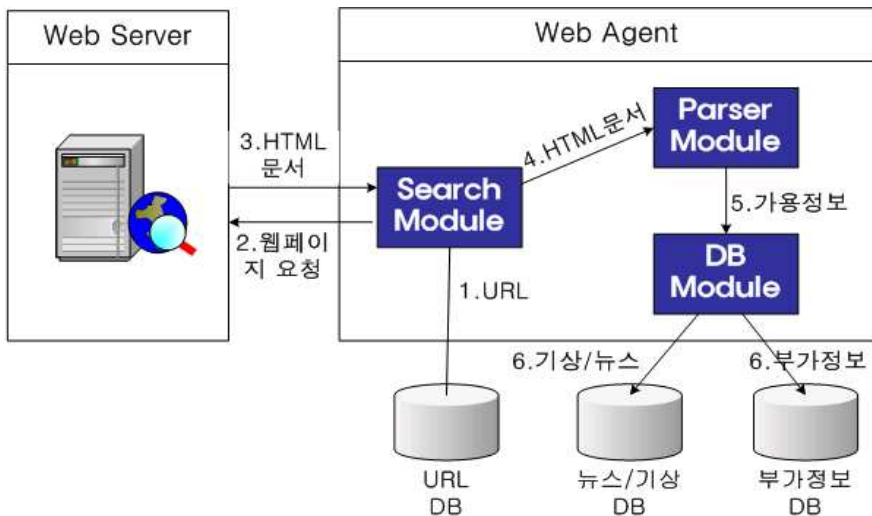 Web Server
Web Agent
3.HTML
문서
2.웹페이
지 요청
Search
Module
4.HTML문서
Parser
Module
5.가용정보
DB
Module
1.URL
6.기상/뉴스
6.부가정보
URL
DB
뉴스/기상
DB
부가정보
DB